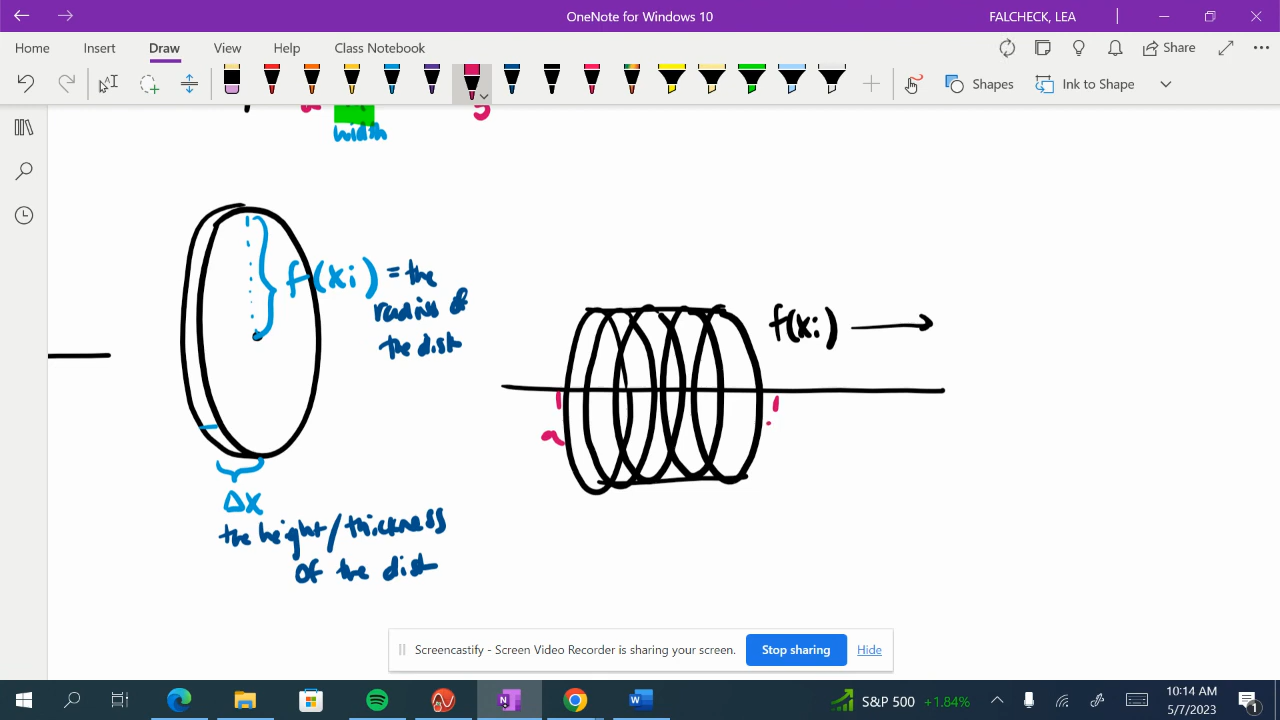 OneNote for Windows 10
FALCHECK, LEA
Home Insert Draw View Help Class Notebook
Share
Shapes
Ink to Shape
width
f(xi) = the
radius of
the disk
Δx
the height/thickness
of the disk
f(xi)
a
Screencastify - Screen Video Recorder is sharing your screen.
Stop sharing
Hide
S&P 500 +1.84%
10:14 AM
5/7/2023
1